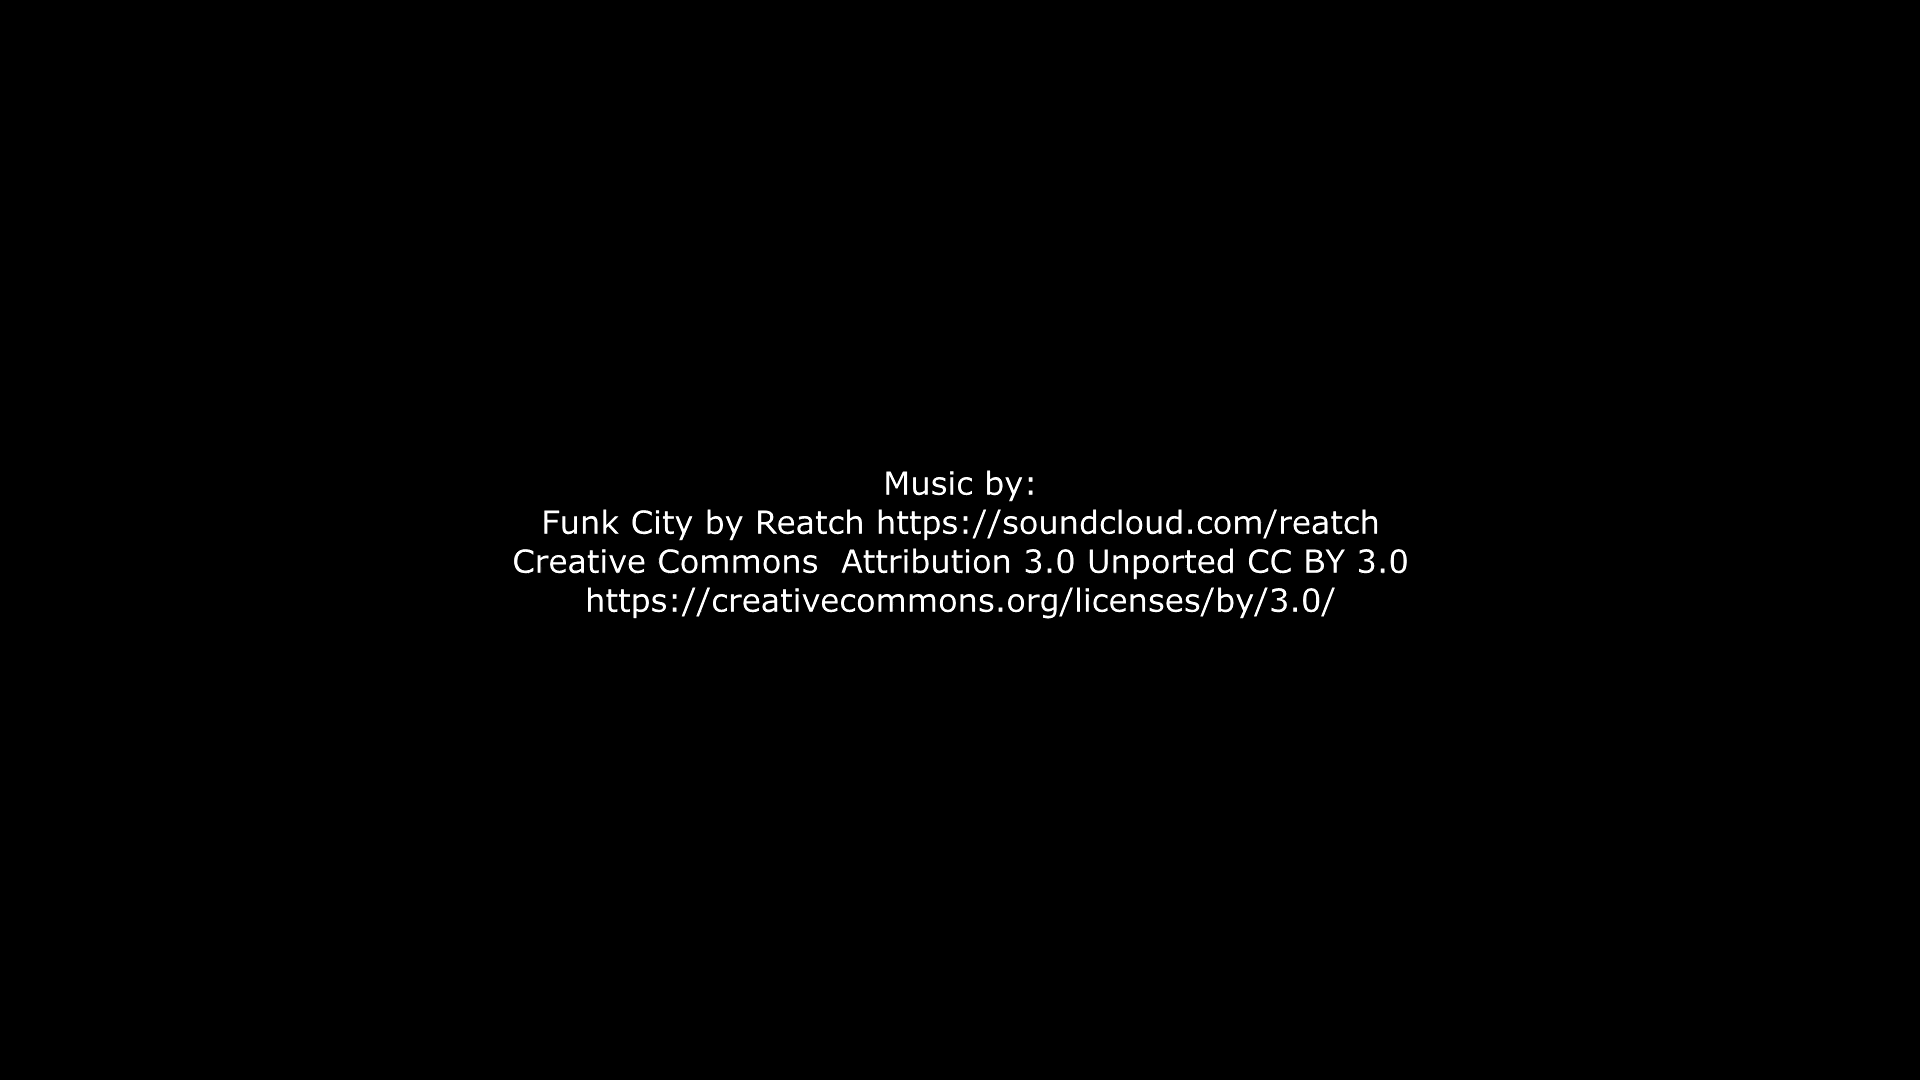 Music by:
Funk City by Reatch https://soundcloud.com/reatch
Creative Commons  Attribution 3.0 Unported CC BY 3.0
https://creativecommons.org/licenses/by/3.0/